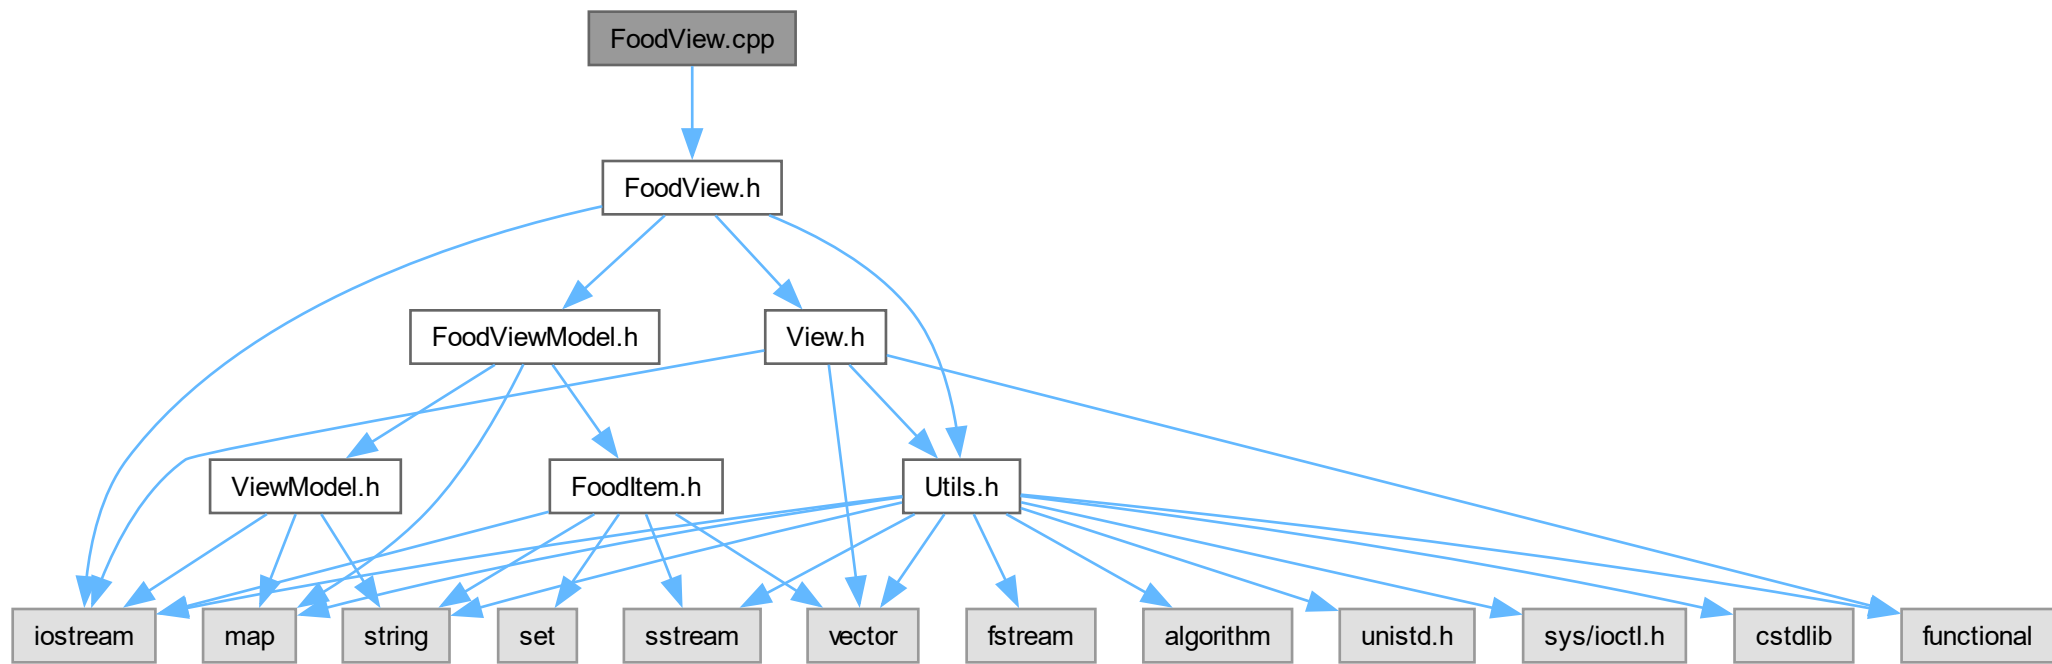 FoodView.cpp
FoodView.h
FoodViewModel.h
View.h
ViewModel.h
FoodItem.h
Utils.h
iostream
map
string
set
sstream
vector
fstream
algorithm
unistd.h
sys/ioctl.h
cstdlib
functional